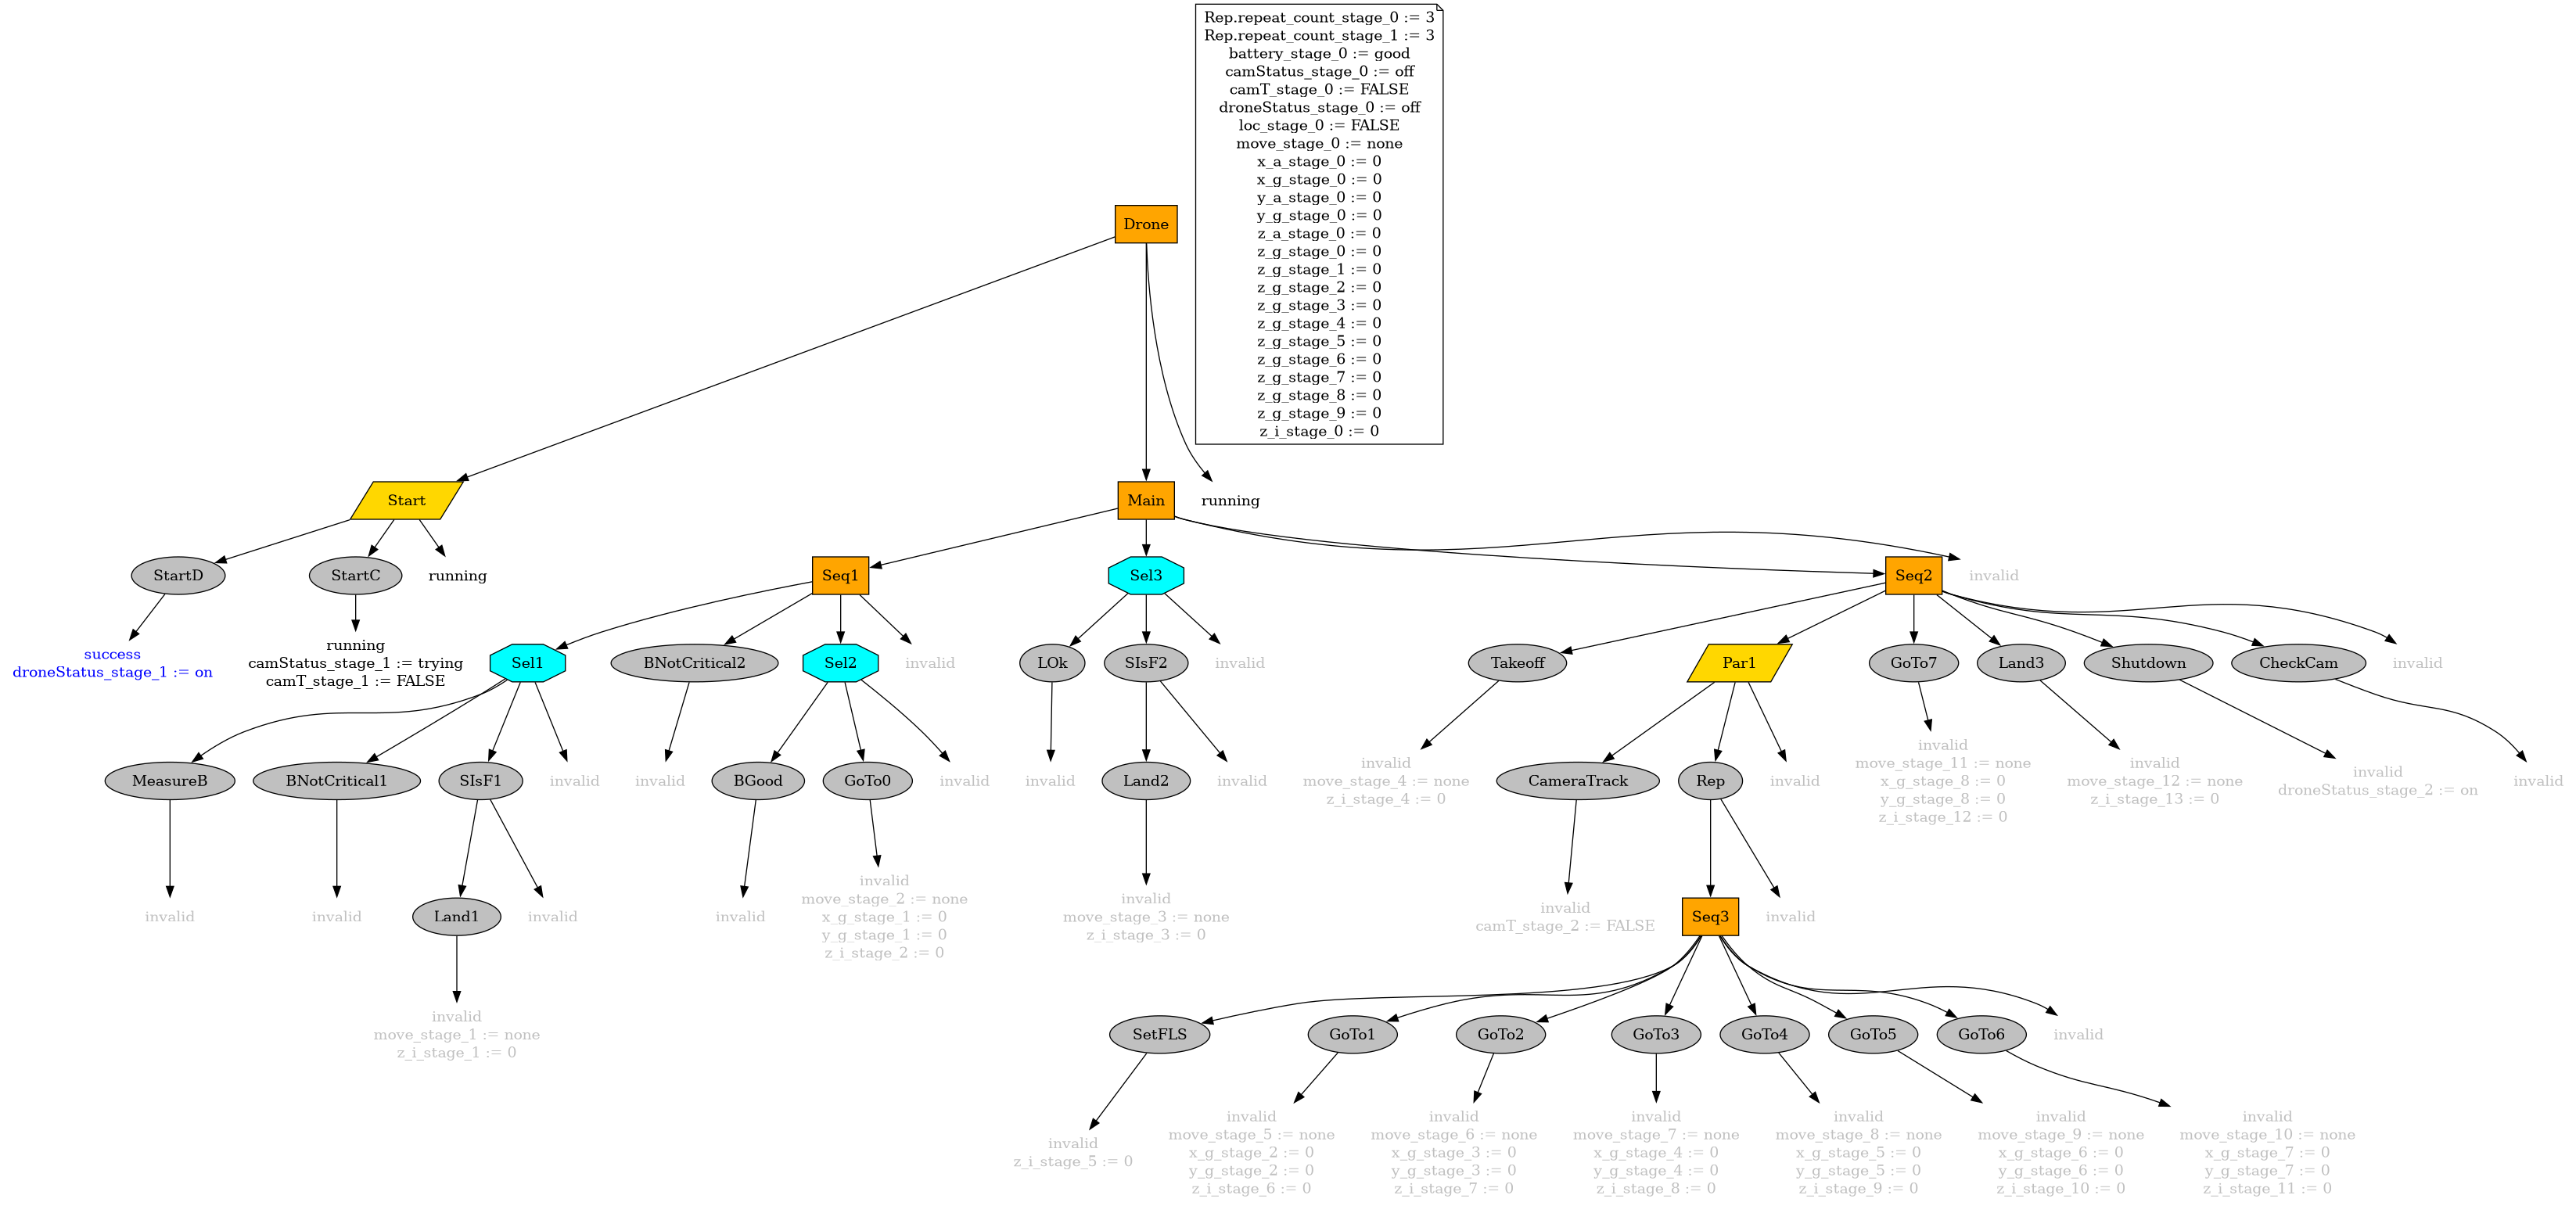 Rep.repeat_count_stage_0 := 3
Rep.repeat_count_stage_1 := 3
battery_stage_0 := good
camStatus_stage_0 := off
camT_stage_0 := FALSE
droneStatus_stage_0 := off
loc_stage_0 := FALSE
move_stage_0 := none
x_a_stage_0 := 0
x_g_stage_0 := 0
y_a_stage_0 := 0
y_g_stage_0 := 0
z_a_stage_0 := 0
z_g_stage_0 := 0
z_g_stage_1 := 0
z_g_stage_2 := 0
z_g_stage_3 := 0
z_g_stage_4 := 0
z_g_stage_5 := 0
z_g_stage_6 := 0
z_g_stage_7 := 0
z_g_stage_8 := 0
z_g_stage_9 := 0
z_i_stage_0 := 0
Drone
Start
Main
running
StartD
StartC
running
Seq1
Sel3
Seq2
invalid
success
droneStatus_stage_1 := on
running
camStatus_stage_1 := trying
camT_stage_1 := FALSE
Sel1
BNotCritical2
Sel2
invalid
LOk
SIsF2
invalid
Takeoff
Par1
GoTo7
Land3
Shutdown
CheckCam
invalid
MeasureB
BNotCritical1
SIsF1
invalid
invalid
BGood
GoTo0
invalid
invalid
Land2
invalid
invalid
move_stage_4 := none
z_i_stage_4 := 0
CameraTrack
Rep
invalid
invalid
move_stage_11 := none
x_g_stage_8 := 0
y_g_stage_8 := 0
z_i_stage_12 := 0
invalid
move_stage_12 := none
z_i_stage_13 := 0
invalid
droneStatus_stage_2 := on
invalid
invalid
invalid
Land1
invalid
invalid
invalid
move_stage_2 := none
x_g_stage_1 := 0
y_g_stage_1 := 0
z_i_stage_2 := 0
invalid
move_stage_3 := none
z_i_stage_3 := 0
invalid
camT_stage_2 := FALSE
Seq3
invalid
invalid
move_stage_1 := none
z_i_stage_1 := 0
SetFLS
GoTo1
GoTo2
GoTo3
GoTo4
GoTo5
GoTo6
invalid
invalid
z_i_stage_5 := 0
invalid
move_stage_5 := none
x_g_stage_2 := 0
y_g_stage_2 := 0
z_i_stage_6 := 0
invalid
move_stage_6 := none
x_g_stage_3 := 0
y_g_stage_3 := 0
z_i_stage_7 := 0
invalid
move_stage_7 := none
x_g_stage_4 := 0
y_g_stage_4 := 0
z_i_stage_8 := 0
invalid
move_stage_8 := none
x_g_stage_5 := 0
y_g_stage_5 := 0
z_i_stage_9 := 0
invalid
move_stage_9 := none
x_g_stage_6 := 0
y_g_stage_6 := 0
z_i_stage_10 := 0
invalid
move_stage_10 := none
x_g_stage_7 := 0
y_g_stage_7 := 0
z_i_stage_11 := 0